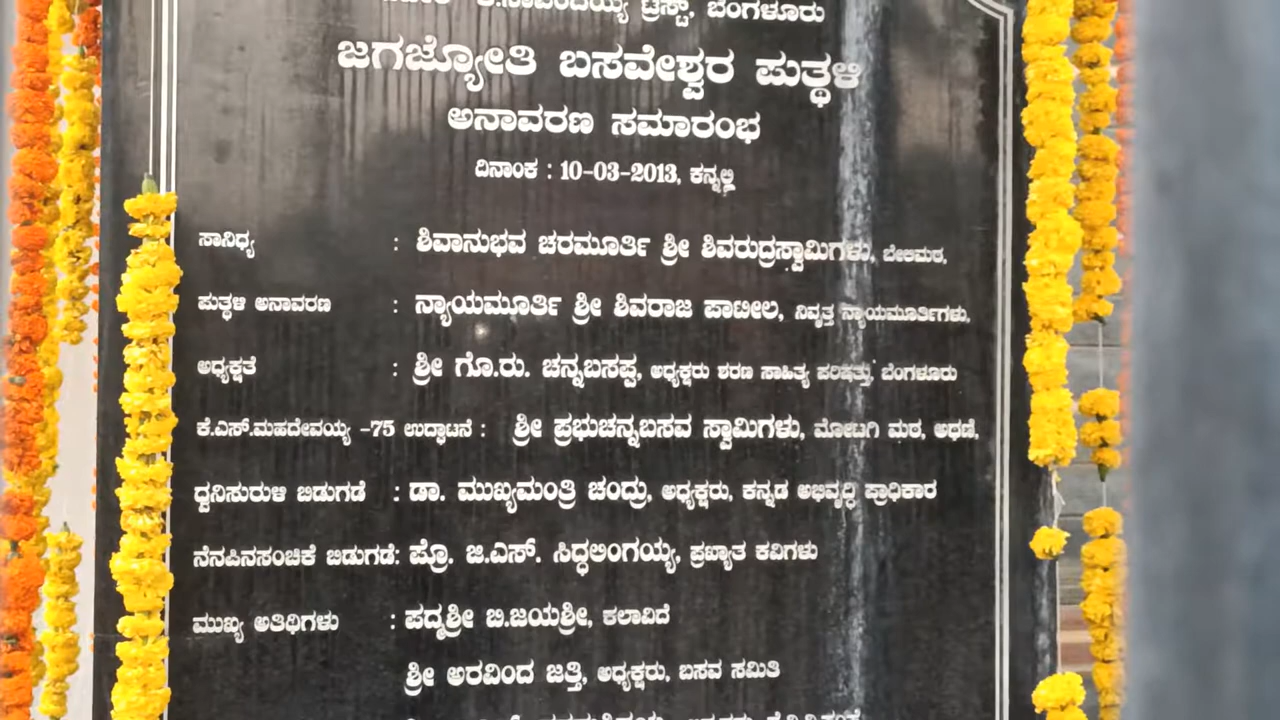 ಟ್ರಸ್ಟ್, ಬೆಂಗಳೂರು
ಜಗಜ್ಯೋತಿ ಬಸವೇಶ್ವರ ಪುತ್ಥಳಿ
ಅನಾವರಣ ಸಮಾರಂಭ
ದಿನಾಂಕ : 10-03-2013, ಕನ್ನಲ್ಲಿ
ಸಾನಿಧ್ಯ : ಶಿವಾನುಭವ ಚರಮೂರ್ತಿ ಶ್ರೀ ಶಿವರುದ್ರಸ್ವಾಮಿಗಳು, ಬೇಲಿಮಠ,
ಪುತ್ಥಳಿ ಅನಾವರಣ : ನ್ಯಾಯಮೂರ್ತಿ ಶ್ರೀ ಶಿವರಾಜ ಪಾಟೀಲ, ನಿವೃತ್ತ ನ್ಯಾಯಮೂರ್ತಿಗಳು,
ಅಧ್ಯಕ್ಷತೆ : ಶ್ರೀ ಗೊ.ರು. ಚನ್ನಬಸಪ್ಪ, ಅಧ್ಯಕ್ಷರು ಶರಣ ಸಾಹಿತ್ಯ ಪರಿಷತ್ತು, ಬೆಂಗಳೂರು
ಕೆ.ಎಸ್.ಮಹದೇವಯ್ಯ -75 ಉದ್ಘಾಟನೆ : ಶ್ರೀ ಪ್ರಭುಚನ್ನಬಸವ ಸ್ವಾಮಿಗಳು, ಮೋಟಗಿ ಮಠ, ಅಥಣಿ,
ಧ್ವನಿಸುರುಳಿ ಬಿಡುಗಡೆ : ಡಾ. ಮುಖ್ಯಮಂತ್ರಿ ಚಂದ್ರು, ಅಧ್ಯಕ್ಷರು, ಕನ್ನಡ ಅಭಿವೃದ್ಧಿ ಪ್ರಾಧಿಕಾರ
ನೆನಪಿನಸಂಚಿಕೆ ಬಿಡುಗಡೆ: ಪ್ರೊ. ಜಿ.ಎಸ್. ಸಿದ್ಧಲಿಂಗಯ್ಯ, ಪ್ರಖ್ಯಾತ ಕವಿಗಳು
ಮುಖ್ಯ ಅತಿಥಿಗಳು : ಪದ್ಮಶ್ರೀ ಬಿ.ಜಯಶ್ರೀ, ಕಲಾವಿದೆ
ಶ್ರೀ ಅರವಿಂದ ಜತ್ತಿ, ಅಧ್ಯಕ್ಷರು, ಬಸವ ಸಮಿತಿ